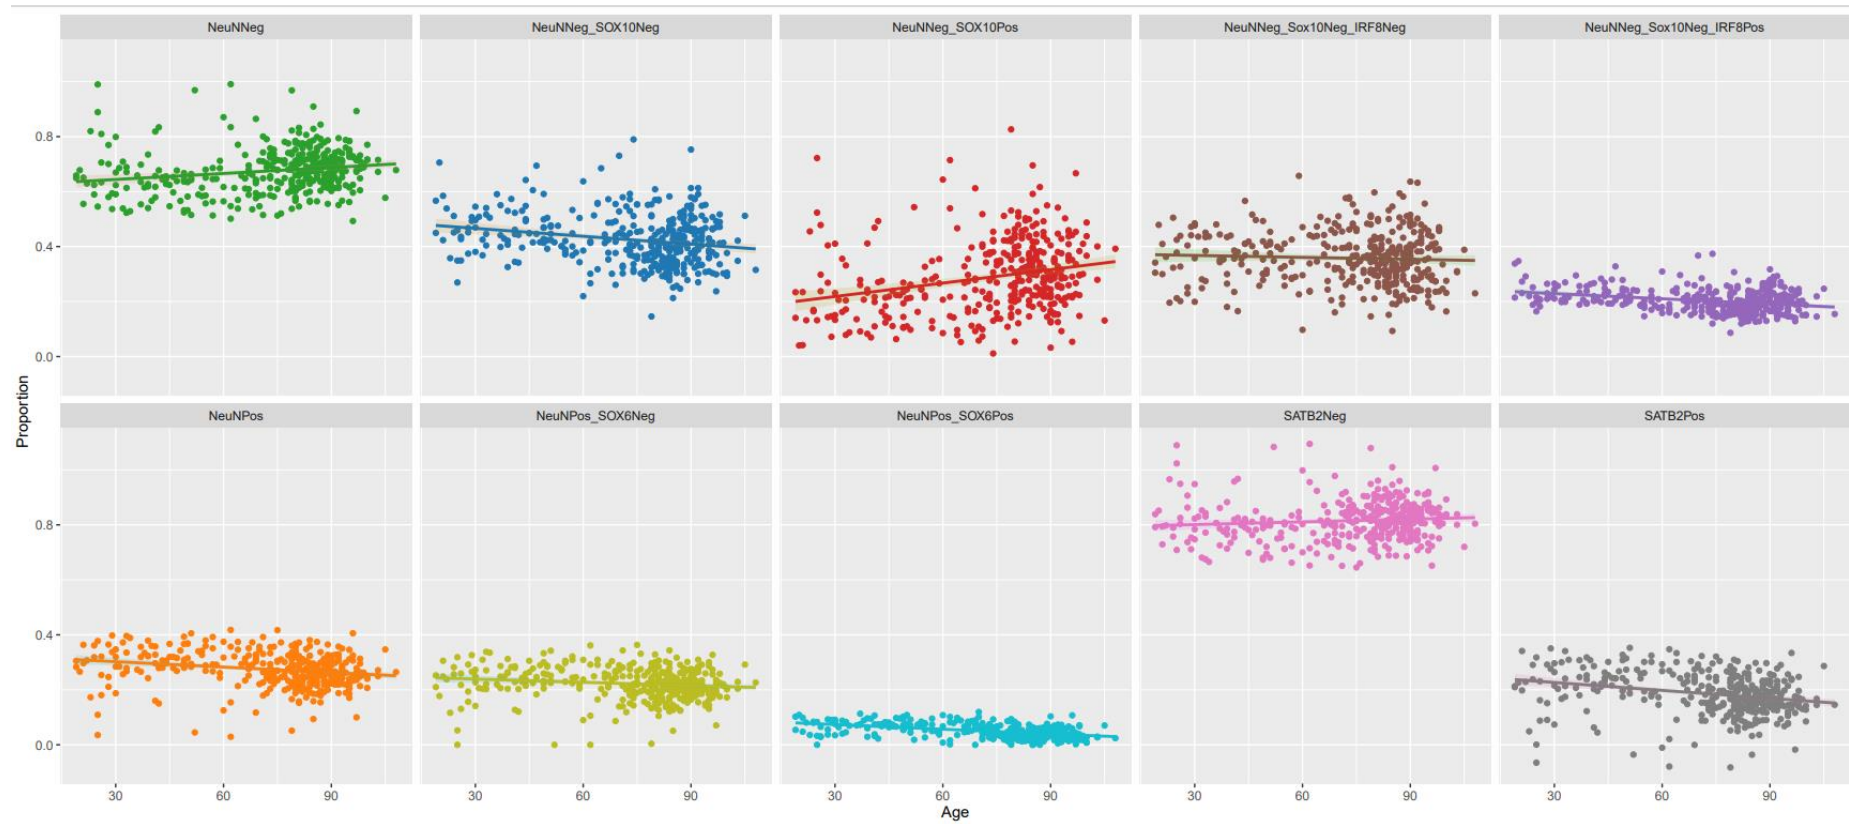 NeuNNeg
NeuNNeg_SOX10Neg
NeuNNeg_SOX10Pos
NeuNNeg_Sox10Neg_IRF8Neg
NeuNNeg_Sox10Neg_IRF8Pos
0.8
0.4
0.0
Proportion
NeuNPos
NeuNPos_SOX6Neg
NeuNPos_SOX6Pos
SATB2Neg
SATB2Pos
0.8
0.4
0.0
30 60 90
30 60 90
30 60 90
30 60 90
30 60 90
Age